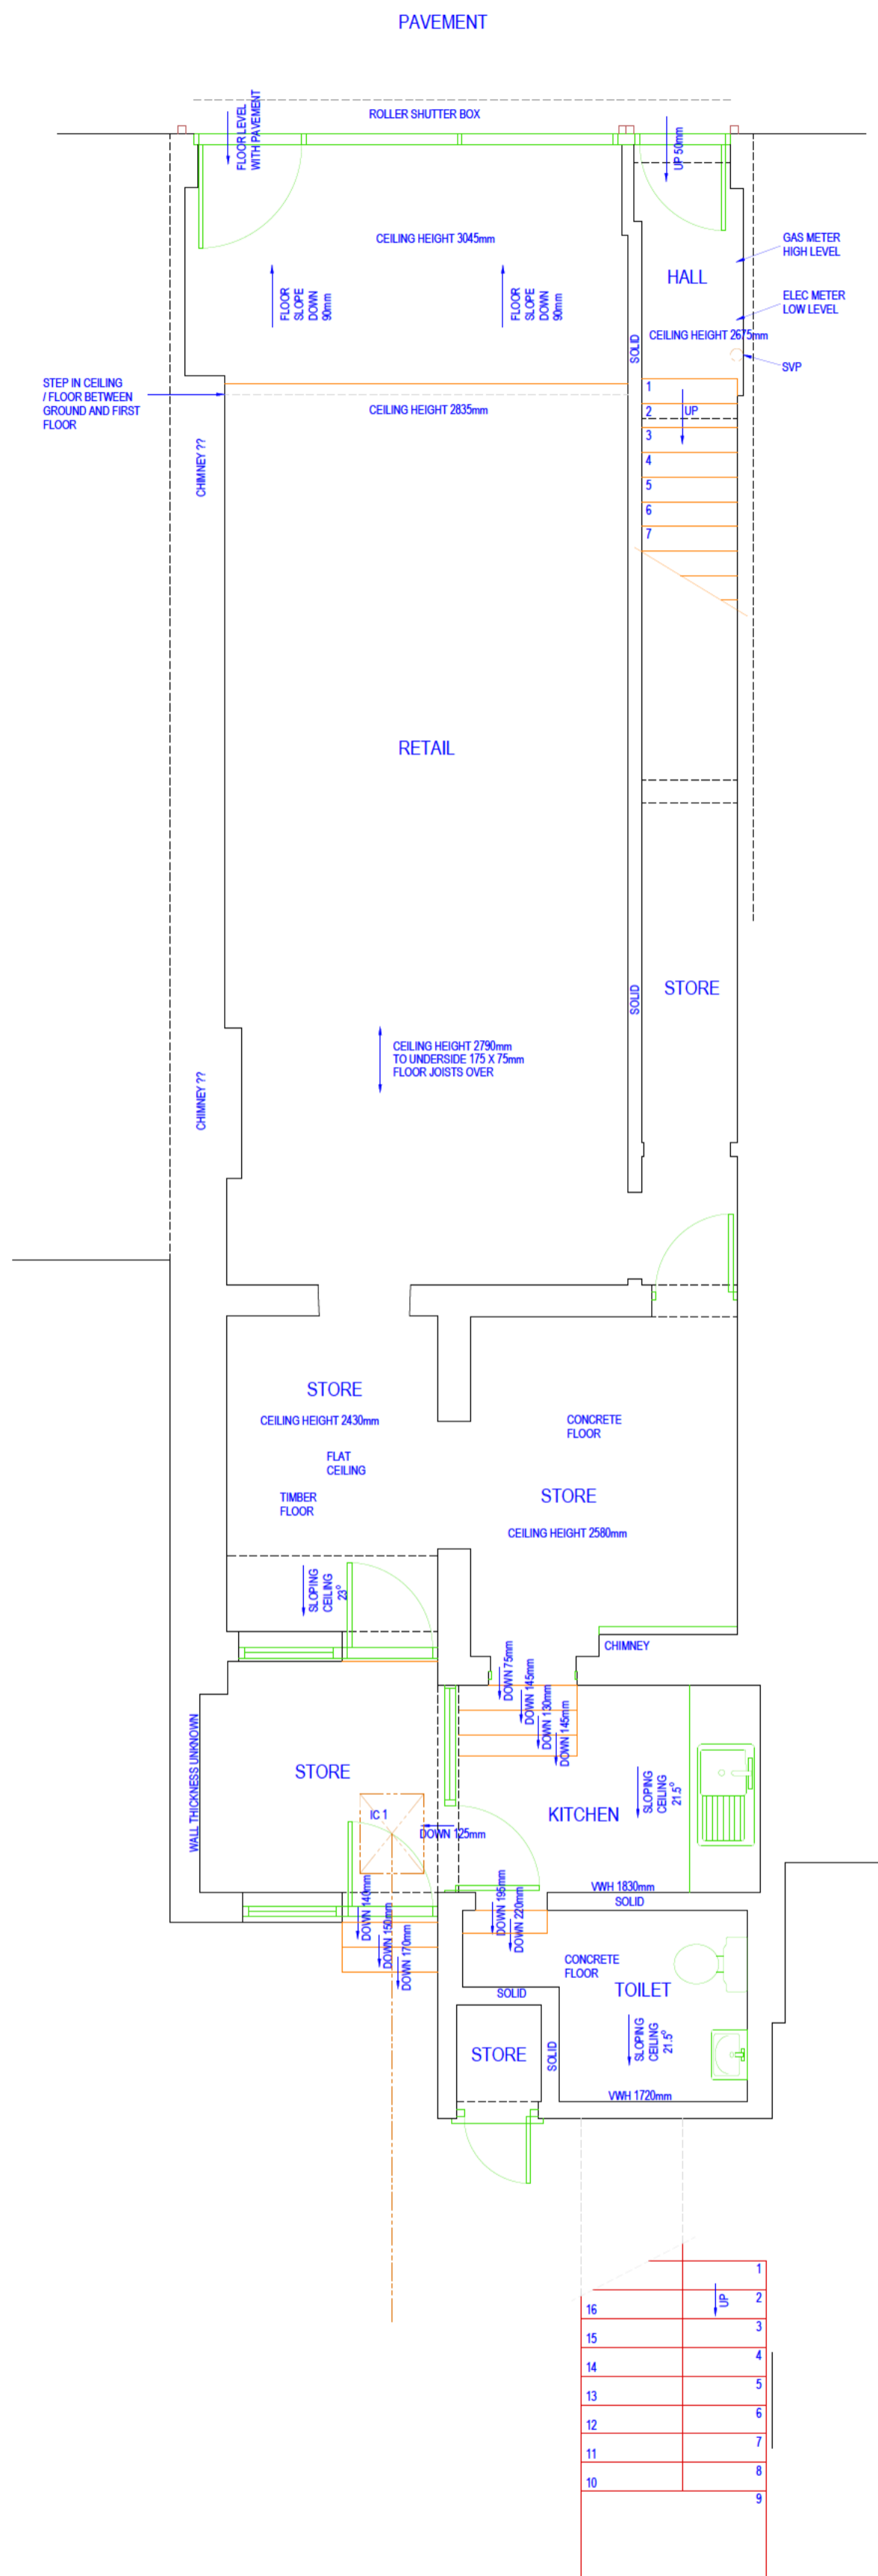 PAVEMENT
ROLLER SHUTTER BOX
FLOOR LEVEL
WITH PAVEMENT
UP 50mm
CEILING HEIGHT 3045mm
GAS METER
HIGH LEVEL
HALL
ELEC METER
LOW LEVEL
FLOOR
SLOPE
DOWN
90mm
FLOOR
SLOPE
DOWN
90mm
CEILING HEIGHT 2675mm
SOLID
SVP
STEP IN CEILING
/ FLOOR BETWEEN
GROUND AND FIRST
FLOOR
CEILING HEIGHT 2835mm
1
2
UP
3
4
5
6
7
CHIMNEY ??
RETAIL
STORE
SOLID
CEILING HEIGHT 2790mm
TO UNDERSIDE 175 X 75mm
FLOOR JOISTS OVER
CHIMNEY ??
STORE
CEILING HEIGHT 2430mm
CONCRETE
FLOOR
FLAT
CEILING
TIMBER
FLOOR
STORE
CEILING HEIGHT 2580mm
SLOPING
CEILING
23°
CHIMNEY
DOWN 75mm
DOWN 145mm
DOWN 130mm
DOWN 145mm
WALL THICKNESS UNKNOWN
STORE
SLOPING
CEILING
21.5°
IC 1
KITCHEN
DOWN 125mm
VWH 1830mm
SOLID
DOWN 140mm
DOWN 150mm
DOWN 170mm
DOWN 195mm
DOWN 220mm
CONCRETE
FLOOR
TOILET
SOLID
SLOPING
CEILING
21.5°
STORE
SOLID
VWH 1720mm
1
2
UP
16
3
15
4
14
5
13
6
12
7
11
8
10
9